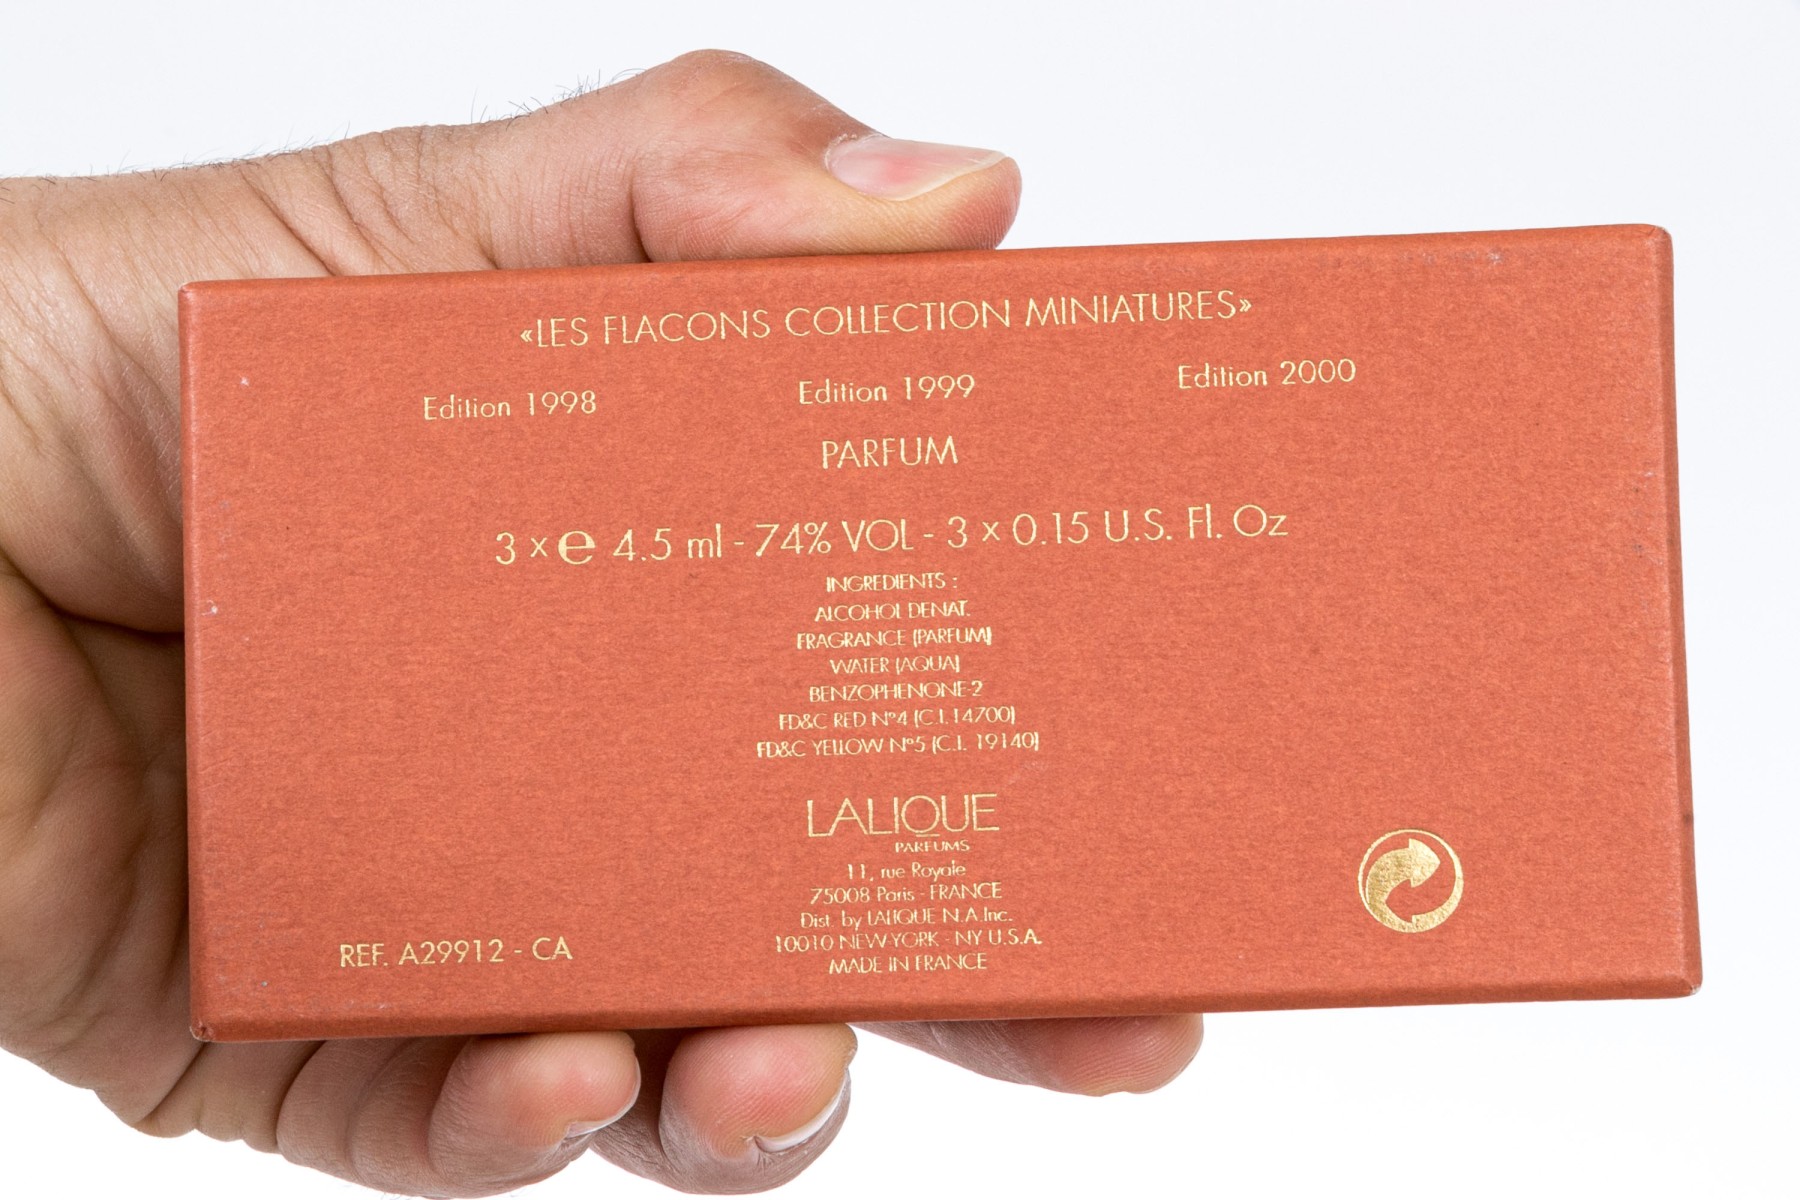 «LES FLACONS COLLECTION MINIATURES»
Edition 1998 Edition 1999 Edition 2000
PARFUM
3 x e 4.5 ml - 74% VOL - 3 x 0.15 U.S. Fl. Oz
INGREDIENTS :
ALCOHOL DENAT.
FRAGRANCE (PARFUM)
WATER (AQUA)
BENZOPHENONE-2
FD&C RED N°4 (C.I. 14700)
FD&C YELLOW N°5 (C.I. 19140)
LALIQUE
PARFUMS
11, rue Royale
75008 Paris - FRANCE
Dist. by LALIQUE N.A.Inc.
10010 NEW-YORK - NY U.S.A.
MADE IN FRANCE
REF. A29912 - CA